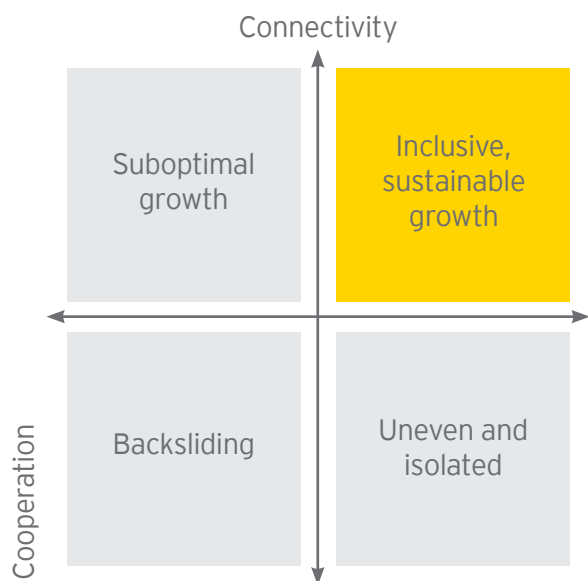 Connectivity
Suboptimal
growth
Inclusive,
sustainable
growth
Backsliding
Uneven and
isolated
Cooperation